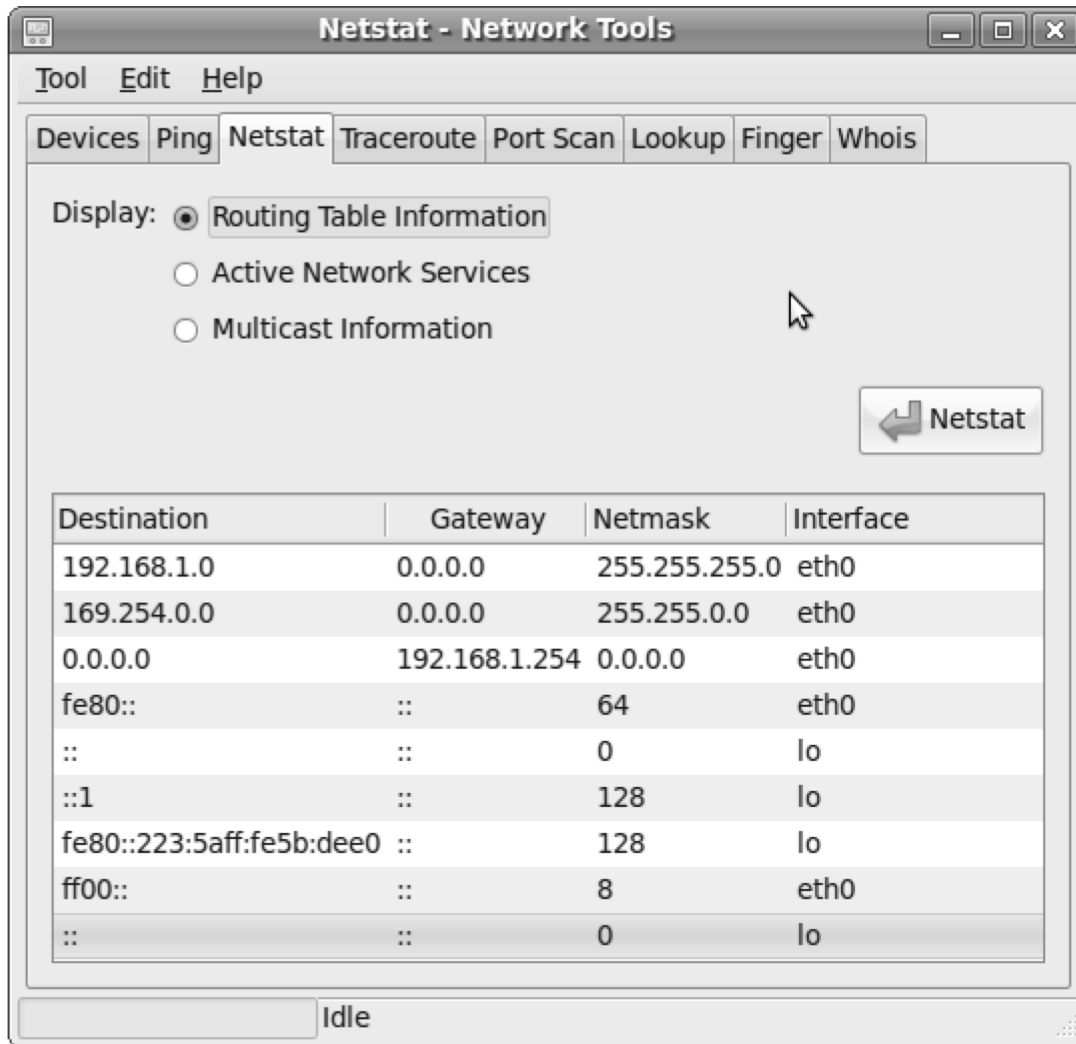 Netstat - Network Tools
Tool Edit Help
Devices Ping Netstat Traceroute Port Scan Lookup Finger Whois
Display: Routing Table Information
Active Network Services
Multicast Information
Netstat
Destination Gateway Netmask Interface
192.168.1.0 0.0.0.0 255.255.255.0 eth0
169.254.0.0 0.0.0.0 255.255.0.0 eth0
0.0.0.0 192.168.1.254 0.0.0.0 eth0
fe80:: :: 64 eth0
:: :: 0 lo
::1 :: 128 lo
fe80::223:5aff:fe5b:dee0 :: 128 lo
ff00:: :: 8 eth0
:: :: 0 lo
Idle